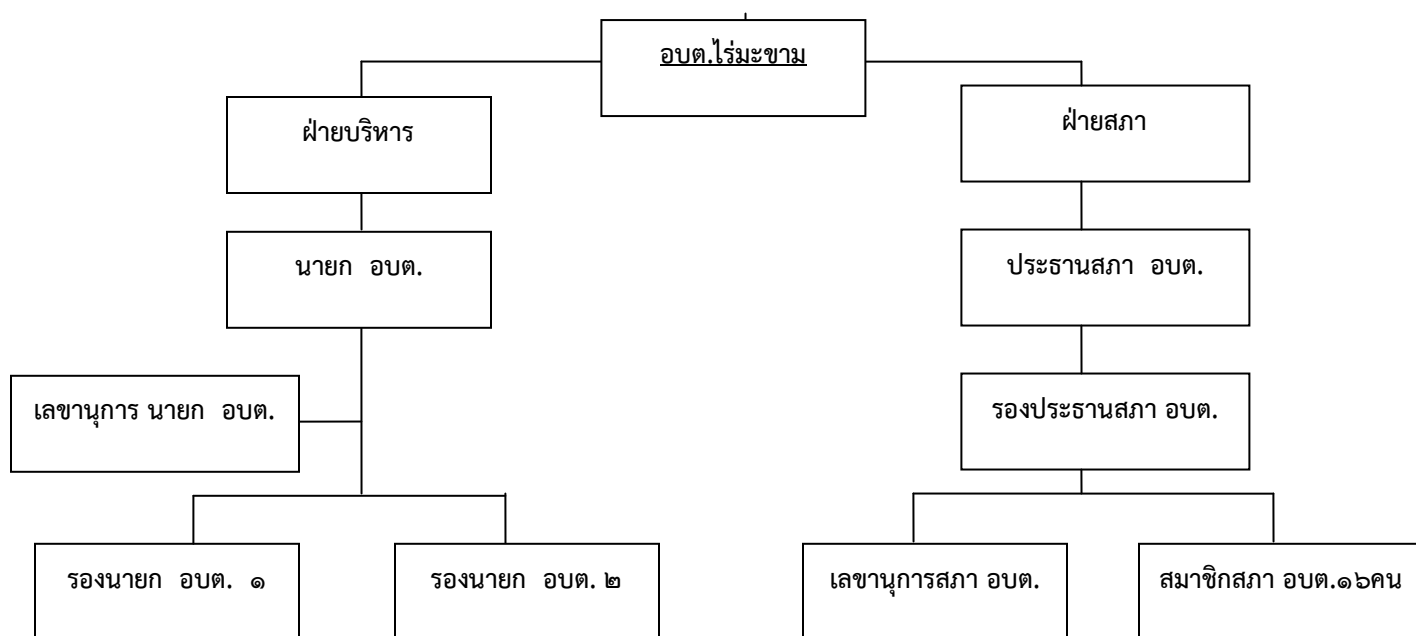 อบต.ไร่มะขาม
ฝ่ายบริหาร
ฝ่ายสภา
นายก อบต.
ประธานสภา อบต.
เลขานุการ นายก อบต.
รองประธานสภา อบต.
รองนายก อบต. ๑
รองนายก อบต. ๒
เลขานุการสภา อบต.
สมาชิกสภา อบต.๑๖คน